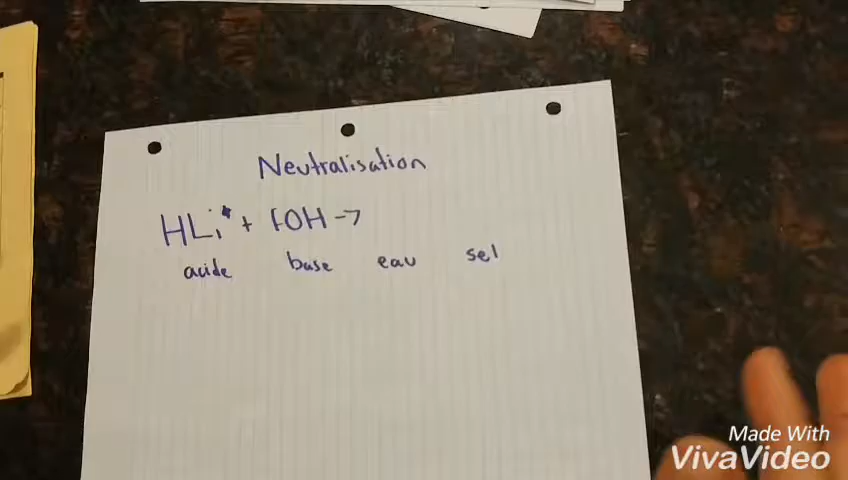 Neutralisation
HLi + FOH →
acide base eau sel
Made With
VivaVideo